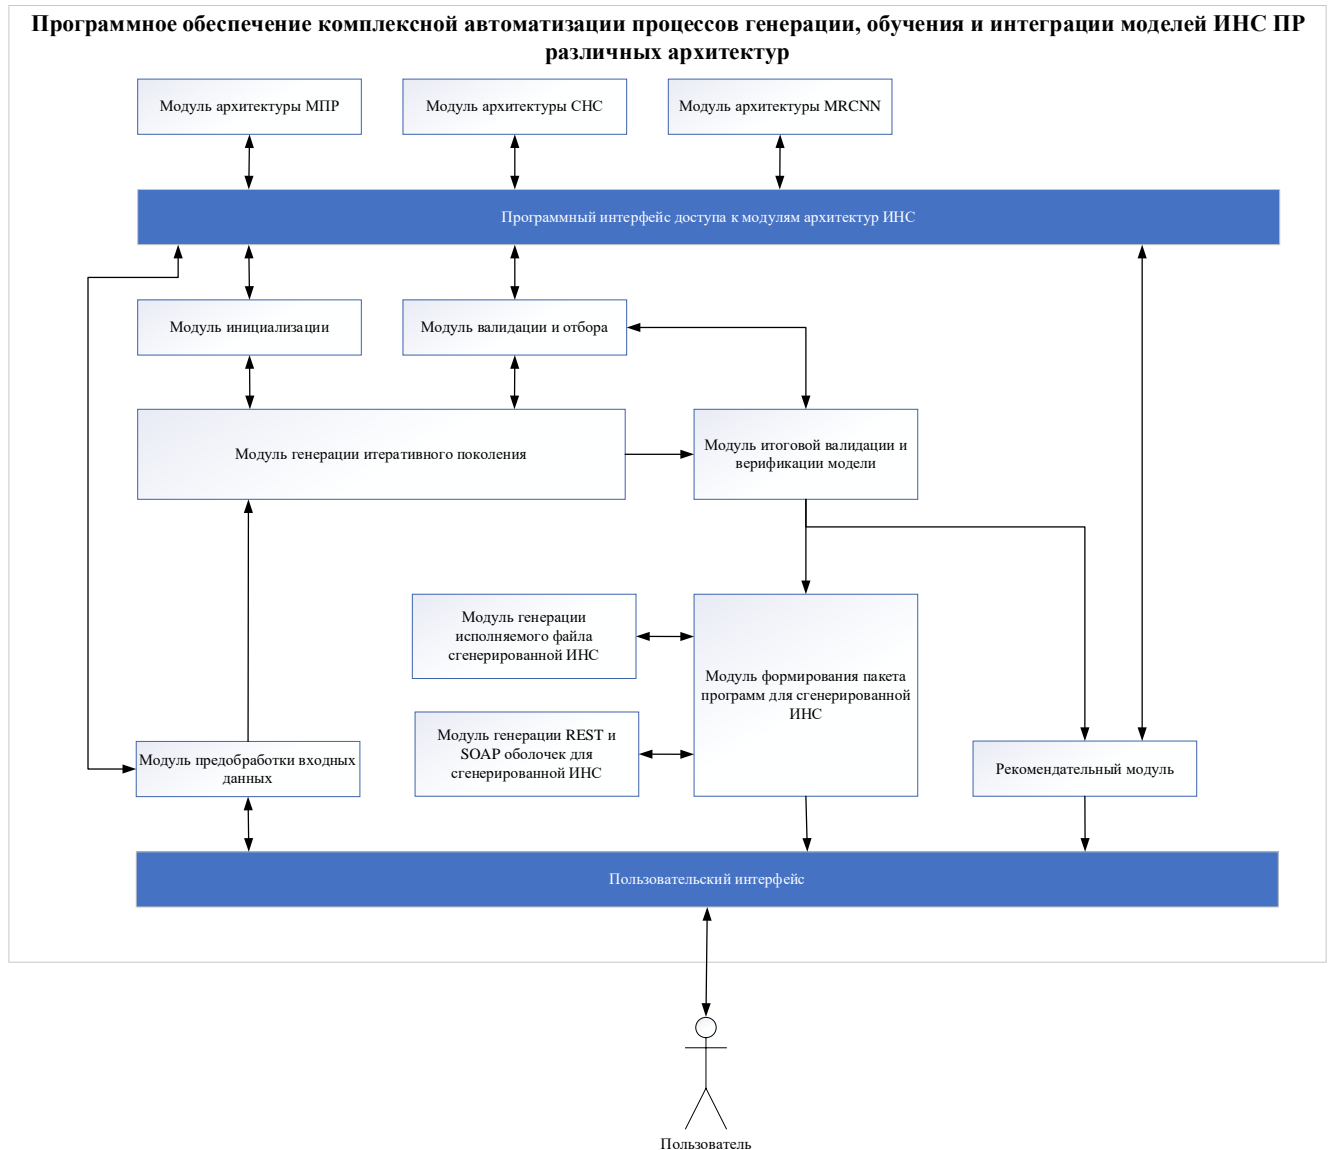 Программное обеспечение комплексной автоматизации процессов генерации, обучения и интеграции моделей ИНС ПР
различных архитектур
Модуль архитектуры МПР
Модуль архитектуры СНС
Модуль архитектуры MRCNN
Программный интерфейс доступа к модулям архитектур ИНС
Модуль инициализации
Модуль валидации и отбора
Модуль генерации итеративного поколения
Модуль итоговой валидации и
верификации модели
Модуль генерации
исполняемого файла
сгенерированной ИНС
Модуль формирования пакета
программ для сгенерированной
ИНС
Модуль генерации REST и
SOAP оболочек для
сгенерированной ИНС
Модуль предобработки входных
данных
Рекомендательный модуль
Пользовательский интерфейс
Пользователь